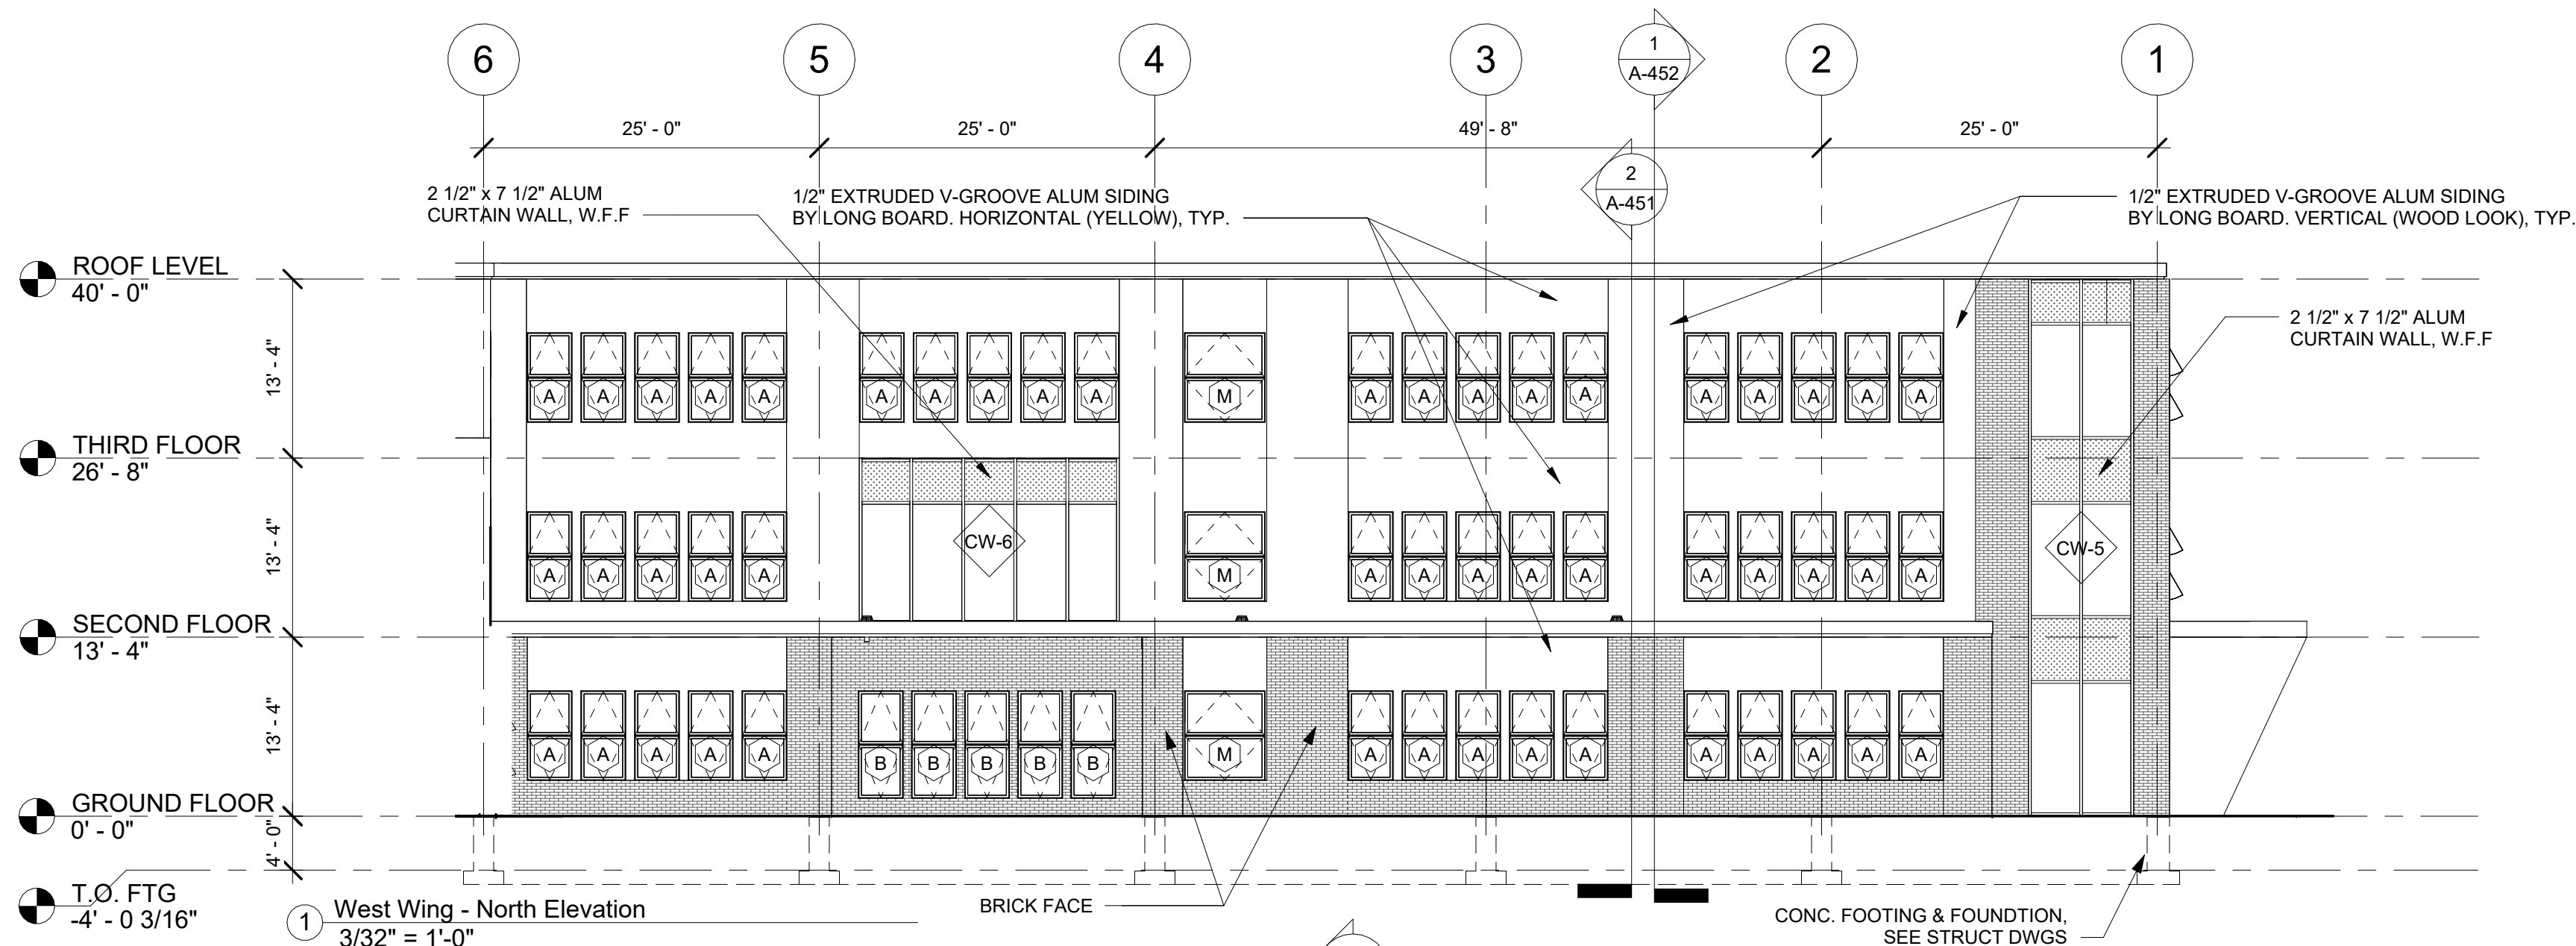 6
5
4
3
1
A-452
2
1
25' - 0"
25' - 0"
49' - 8"
25' - 0"
2
A-451
2 1/2" x 7 1/2" ALUM
CURTAIN WALL, W.F.F
1/2" EXTRUDED V-GROOVE ALUM SIDING
BY LONG BOARD. HORIZONTAL (YELLOW), TYP.
1/2" EXTRUDED V-GROOVE ALUM SIDING
BY LONG BOARD. VERTICAL (WOOD LOOK), TYP.
ROOF LEVEL
40' - 0"
2 1/2" x 7 1/2" ALUM
CURTAIN WALL, W.F.F
13' - 4"
A A A A A A A A A A M A A A A A A A A A A
THIRD FLOOR
26' - 8"
13' - 4"
CW-6
CW-5
A A A A A M A A A A A A A A A A
SECOND FLOOR
13' - 4"
13' - 4"
A A A A A B B B B B M A A A A A A A A A A
GROUND FLOOR
0' - 0"
4' - 0"
T.O. FTG
-4' - 0 3/16"
1
West Wing - North Elevation
3/32" = 1'-0"
BRICK FACE
CONC. FOOTING & FOUNDTION,
SEE STRUCT DWGS